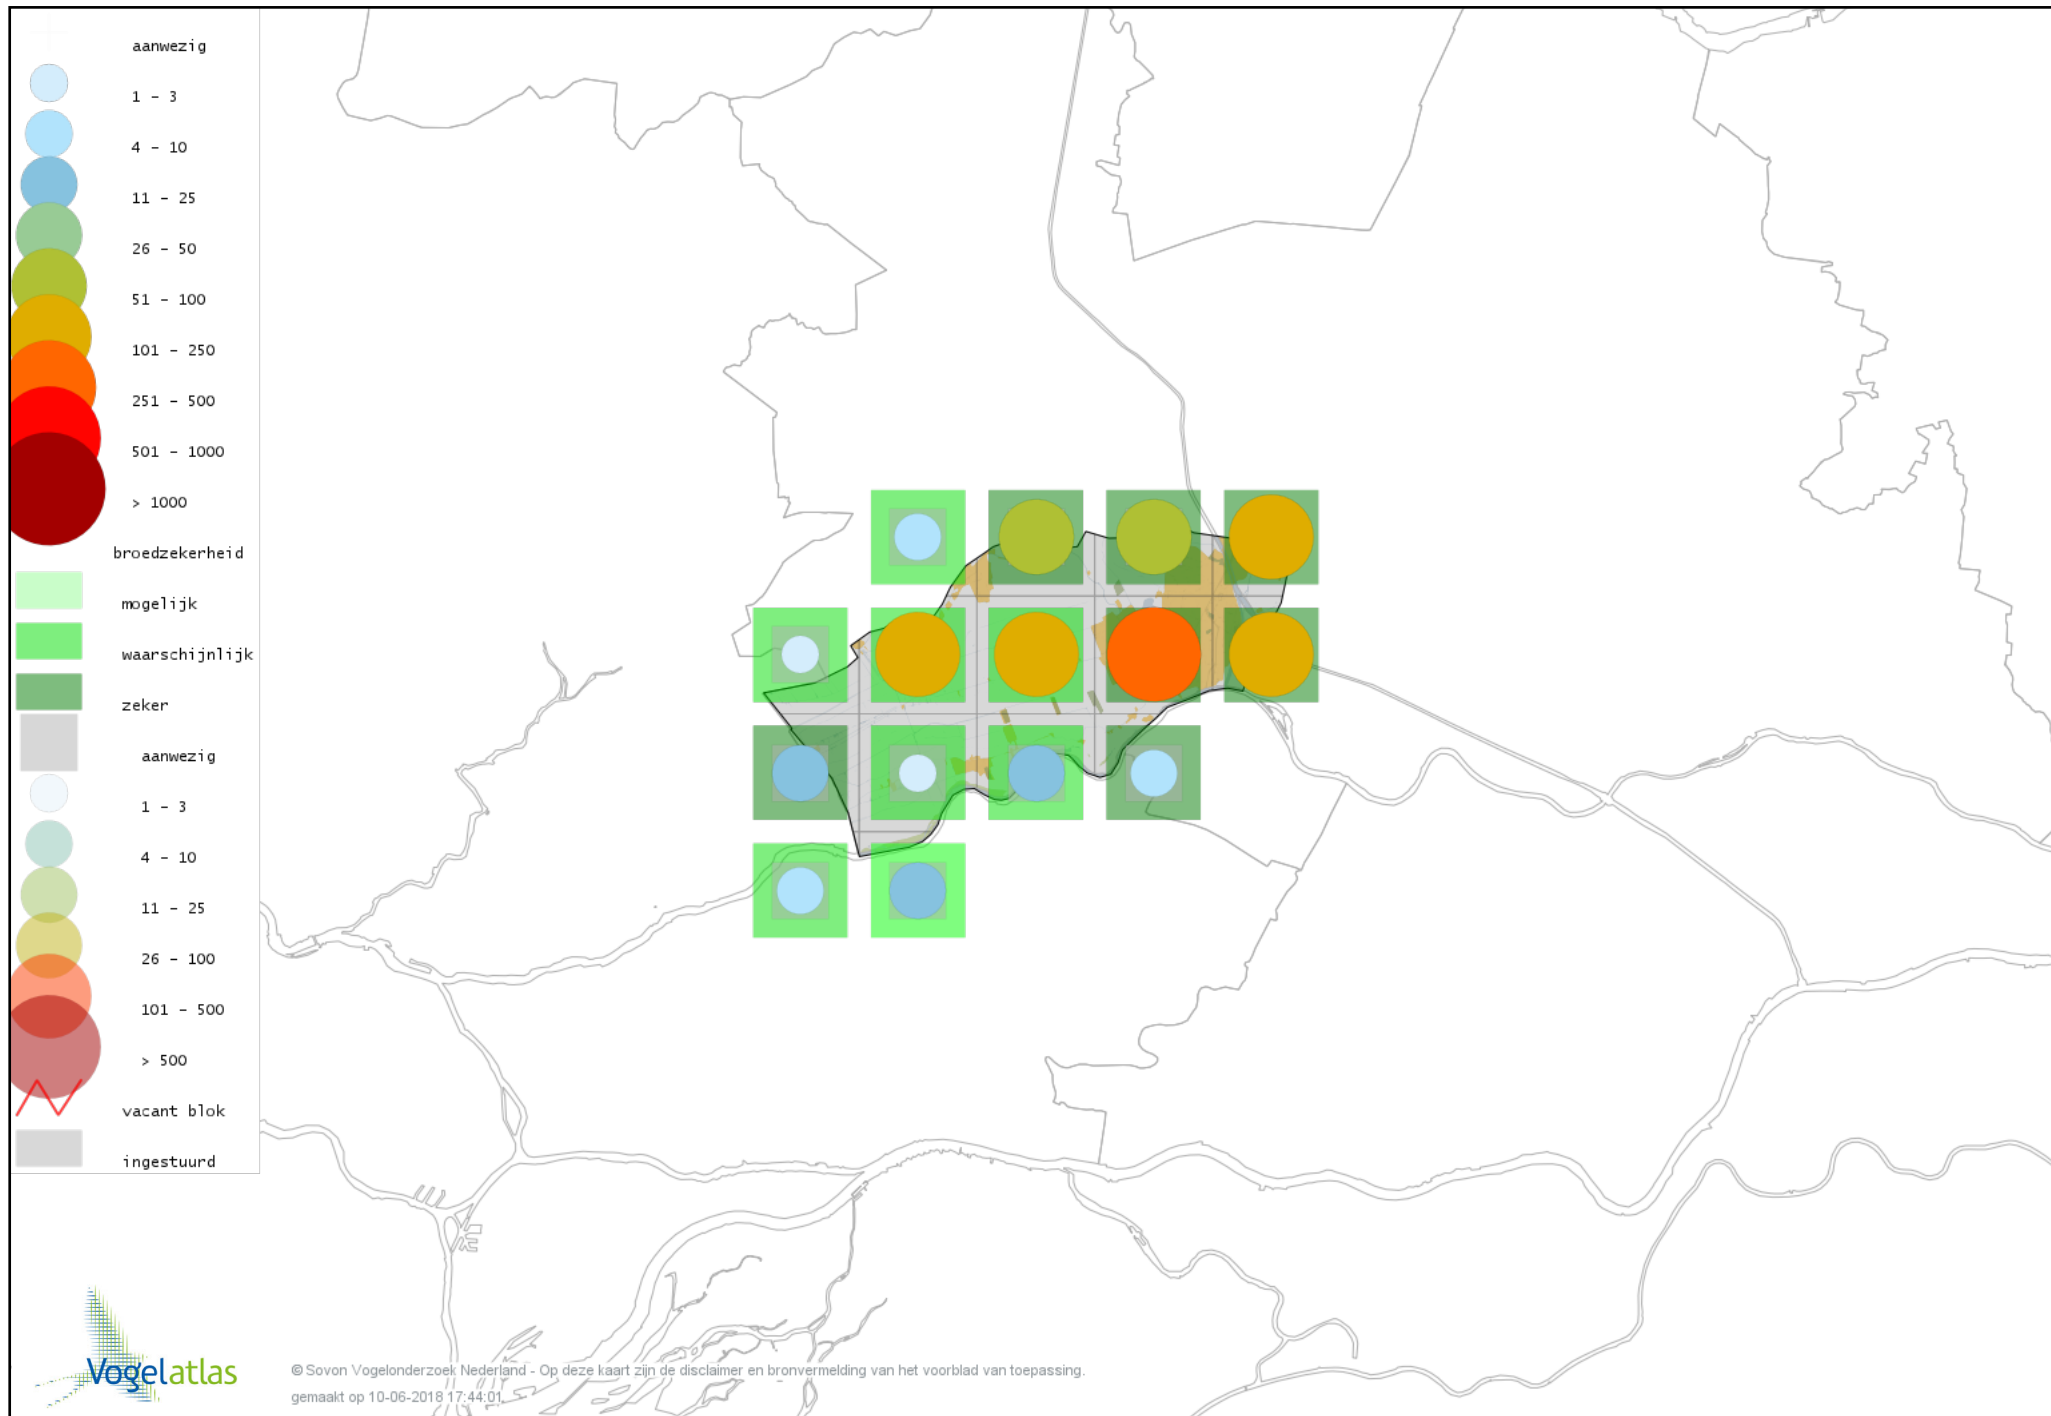 aanwezig
1 - 3
4 - 10
11 - 25
26 - 50
51 - 100
101 - 250
251 - 500
501 - 1000
> 1000
broedzekerheid
mogelijk
waarschijnlijk
zeker
aanwezig
1 - 3
4 - 10
11 - 25
26 - 100
101 - 500
> 500
vacant blok
ingestuurd
Vogelatlas
© Sovon Vogelonderzoek Nederland - Op deze kaart zijn de disclaimer en bronvermelding van het voorblad van toepassing.
gemaakt op 10-06-2018 17:44:01